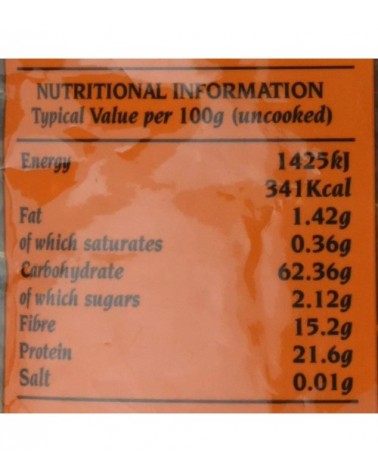 NUTRITIONAL INFORMATION
Typical Value per 100g (uncooked)
Energy 1425kJ
341Kcal
Fat 1.42g
of which saturates 0.36g
Carbohydrate 62.36g
of which sugars 2.12g
Fibre 15.2g
Protein 21.6g
Salt 0.01g